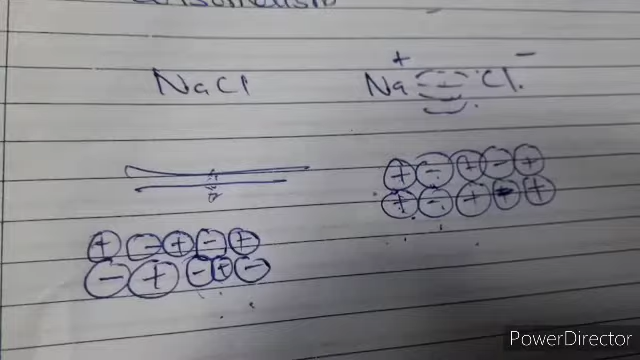 NaCl Na+ Cl-
+ - + - +
+ - + - +
+ - + - +
- + - + -
PowerDirector